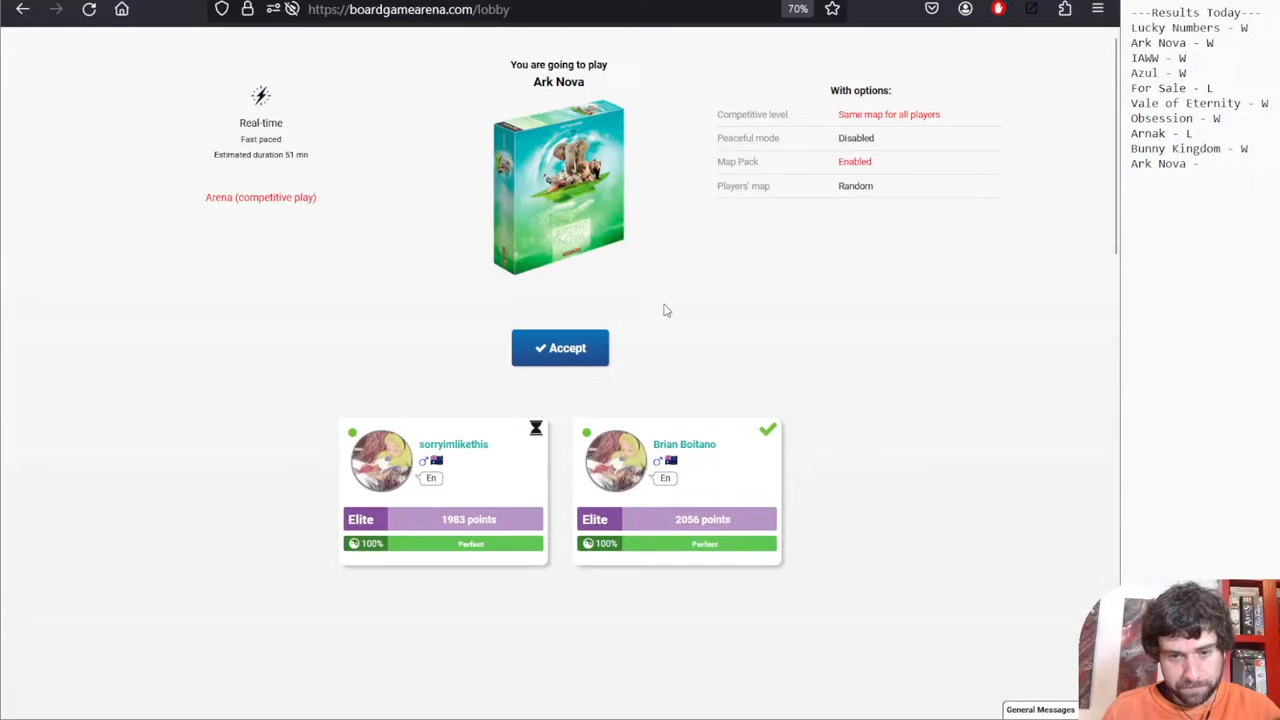 https://boardgamearena.com/lobby
70%
---Results Today---
Lucky Numbers - W
Ark Nova - W
IAWW - W
Azul - W
For Sale - L
Vale of Eternity - W
Obsession - W
Arnak - L
Bunny Kingdom - W
Ark Nova -
You are going to play
Ark Nova
Real-time
Fast paced
Estimated duration 51 mn
Arena (competitive play)
With options:
Competitive level Same map for all players
Peaceful mode Disabled
Map Pack Enabled
Players' map Random
Accept
sorryimlikethis
En
Elite 1983 points
100% Perfect
Brian Boitano
En
Elite 2056 points
100% Perfect
General Messages